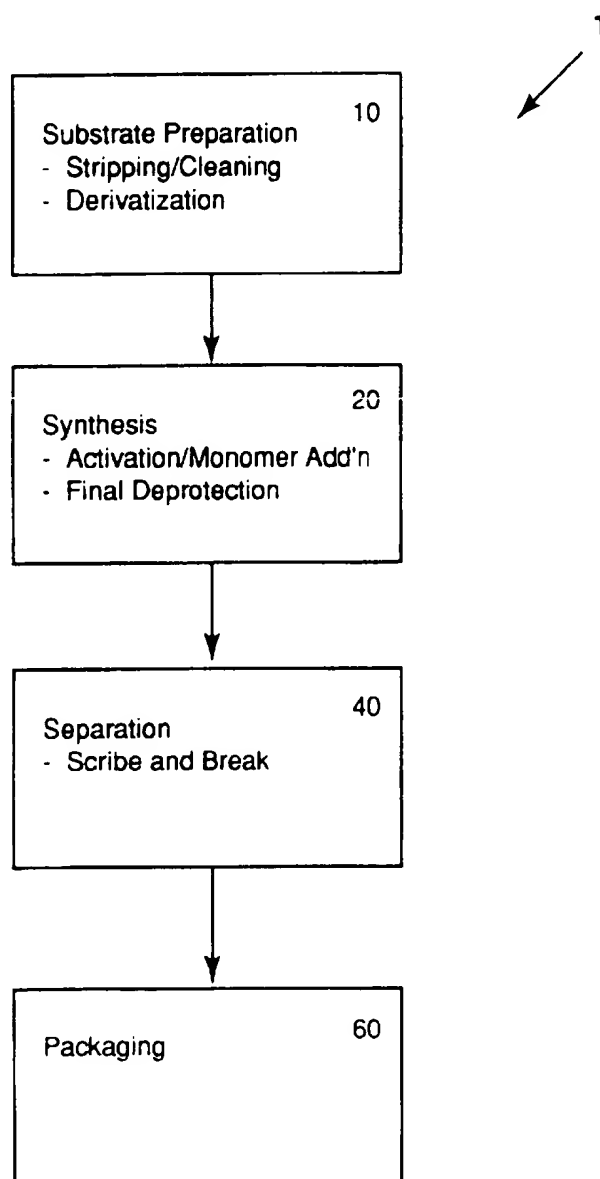 1
10
Substrate Preparation
- Stripping/Cleaning
- Derivatization
20
Synthesis
- Activation/Monomer Add'n
- Final Deprotection
40
Separation
- Scribe and Break
60
Packaging